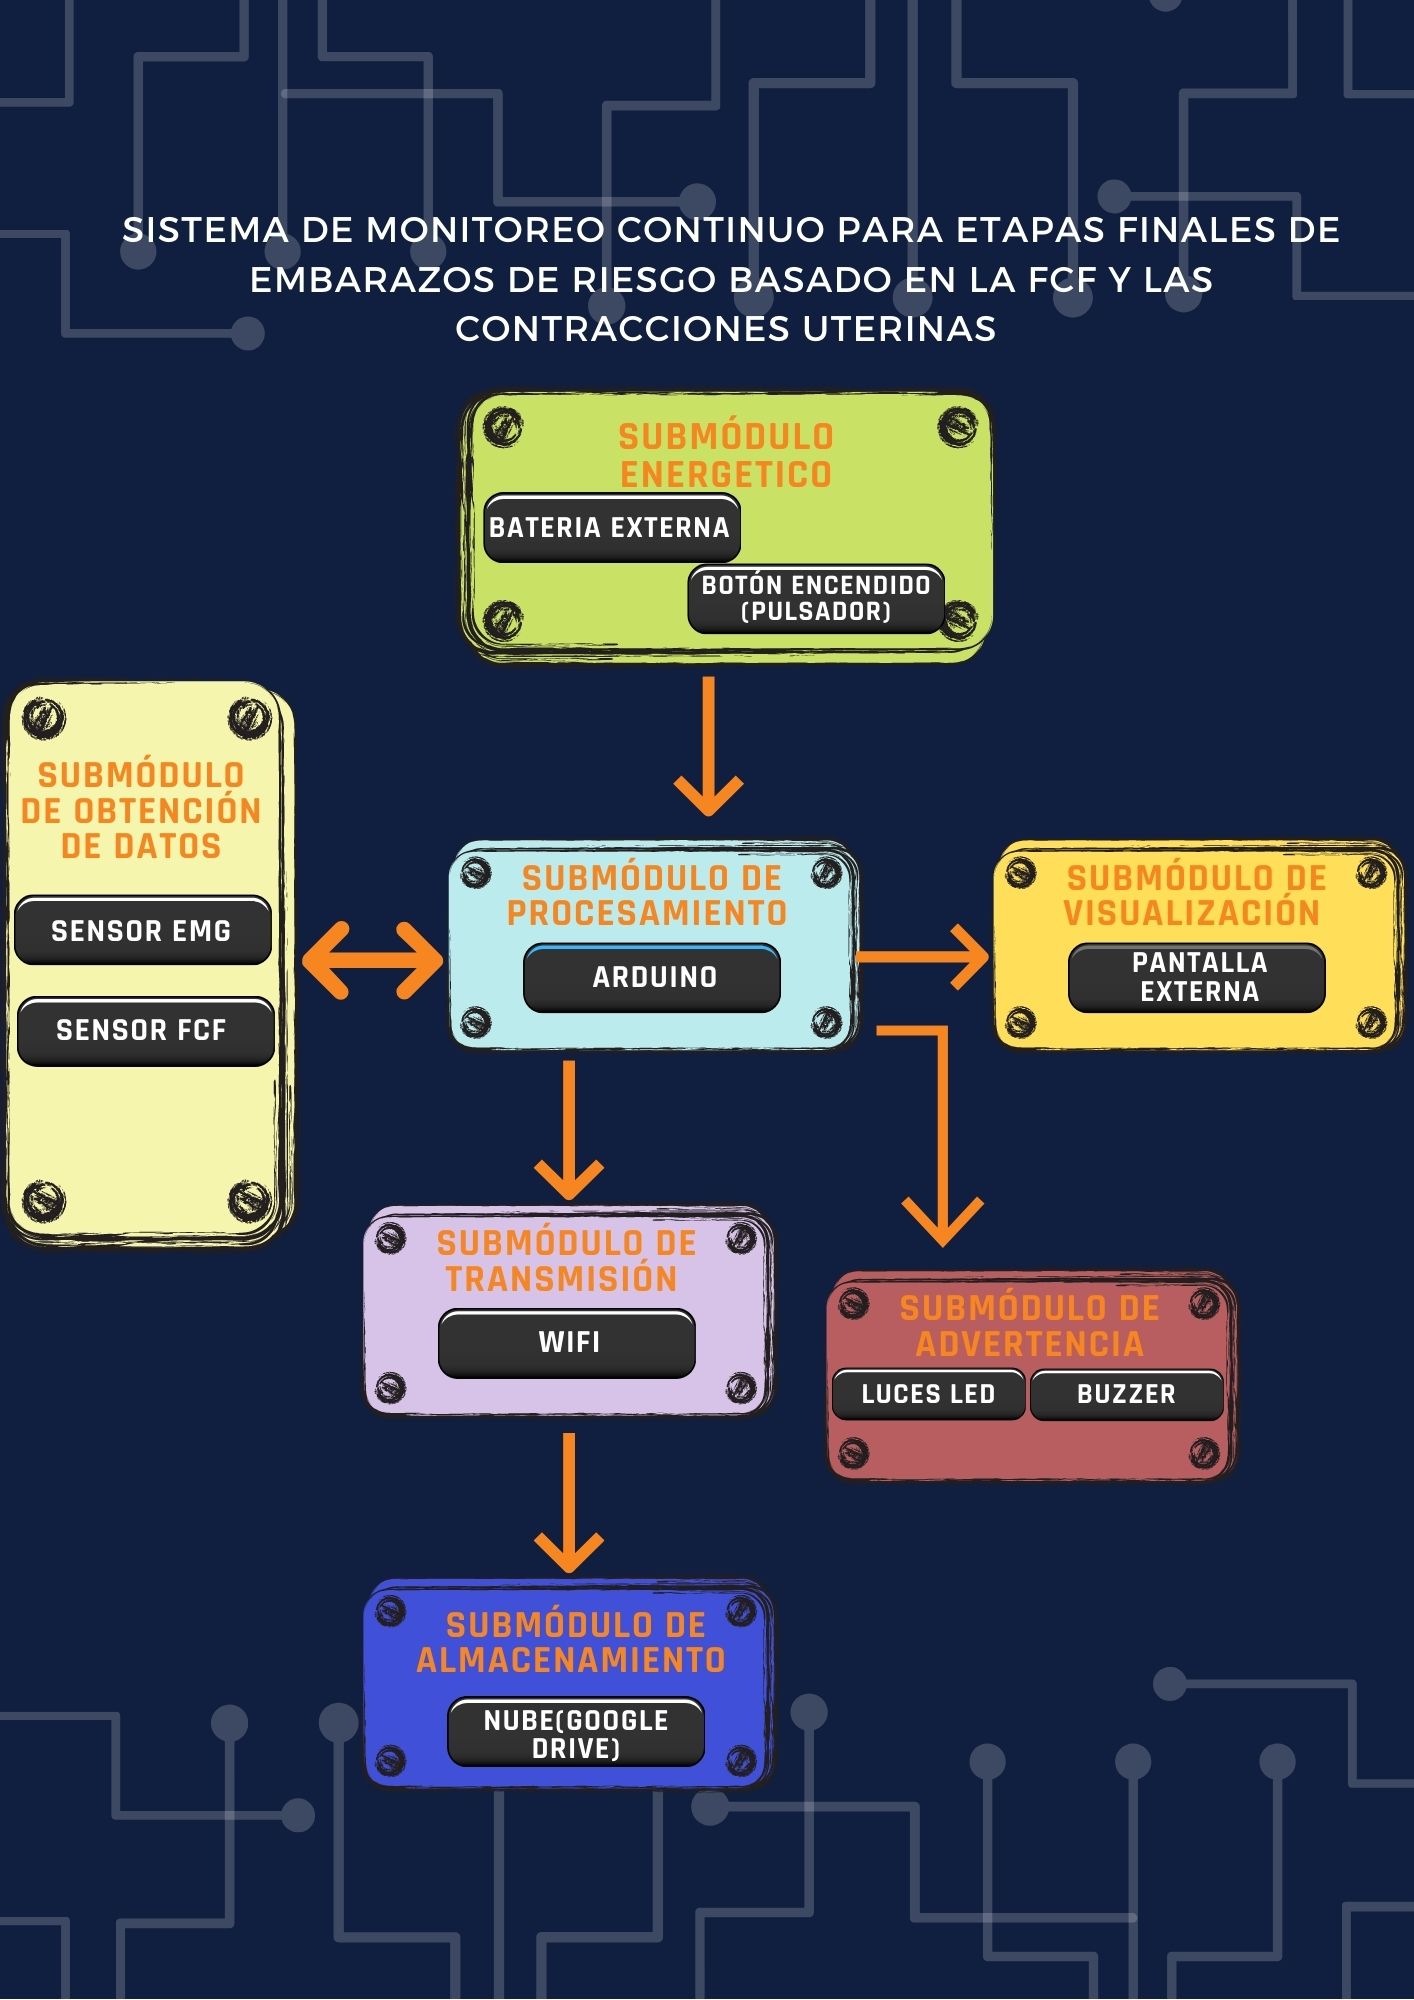 SISTEMA DE MONITOREO CONTINUO PARA ETAPAS FINALES DE
EMBARAZOS DE RIESGO BASADO EN LA FCF Y LAS
CONTRACCIONES UTERINAS
SUBMÓDULO
ENERGETICO
BATERIA EXTERNA
BOTÓN ENCENDIDO
(PULSADOR)
SUBMÓDULO
DE OBTENCIÓN
DE DATOS
SENSOR EMG
SENSOR FCF
SUBMÓDULO DE
PROCESAMIENTO
ARDUINO
SUBMÓDULO DE
VISUALIZACIÓN
PANTALLA
EXTERNA
SUBMÓDULO DE
TRANSMISIÓN
WIFI
SUBMÓDULO DE
ADVERTENCIA
LUCES LED
BUZZER
SUBMÓDULO DE
ALMACENAMIENTO
NUBE(GOOGLE
DRIVE)